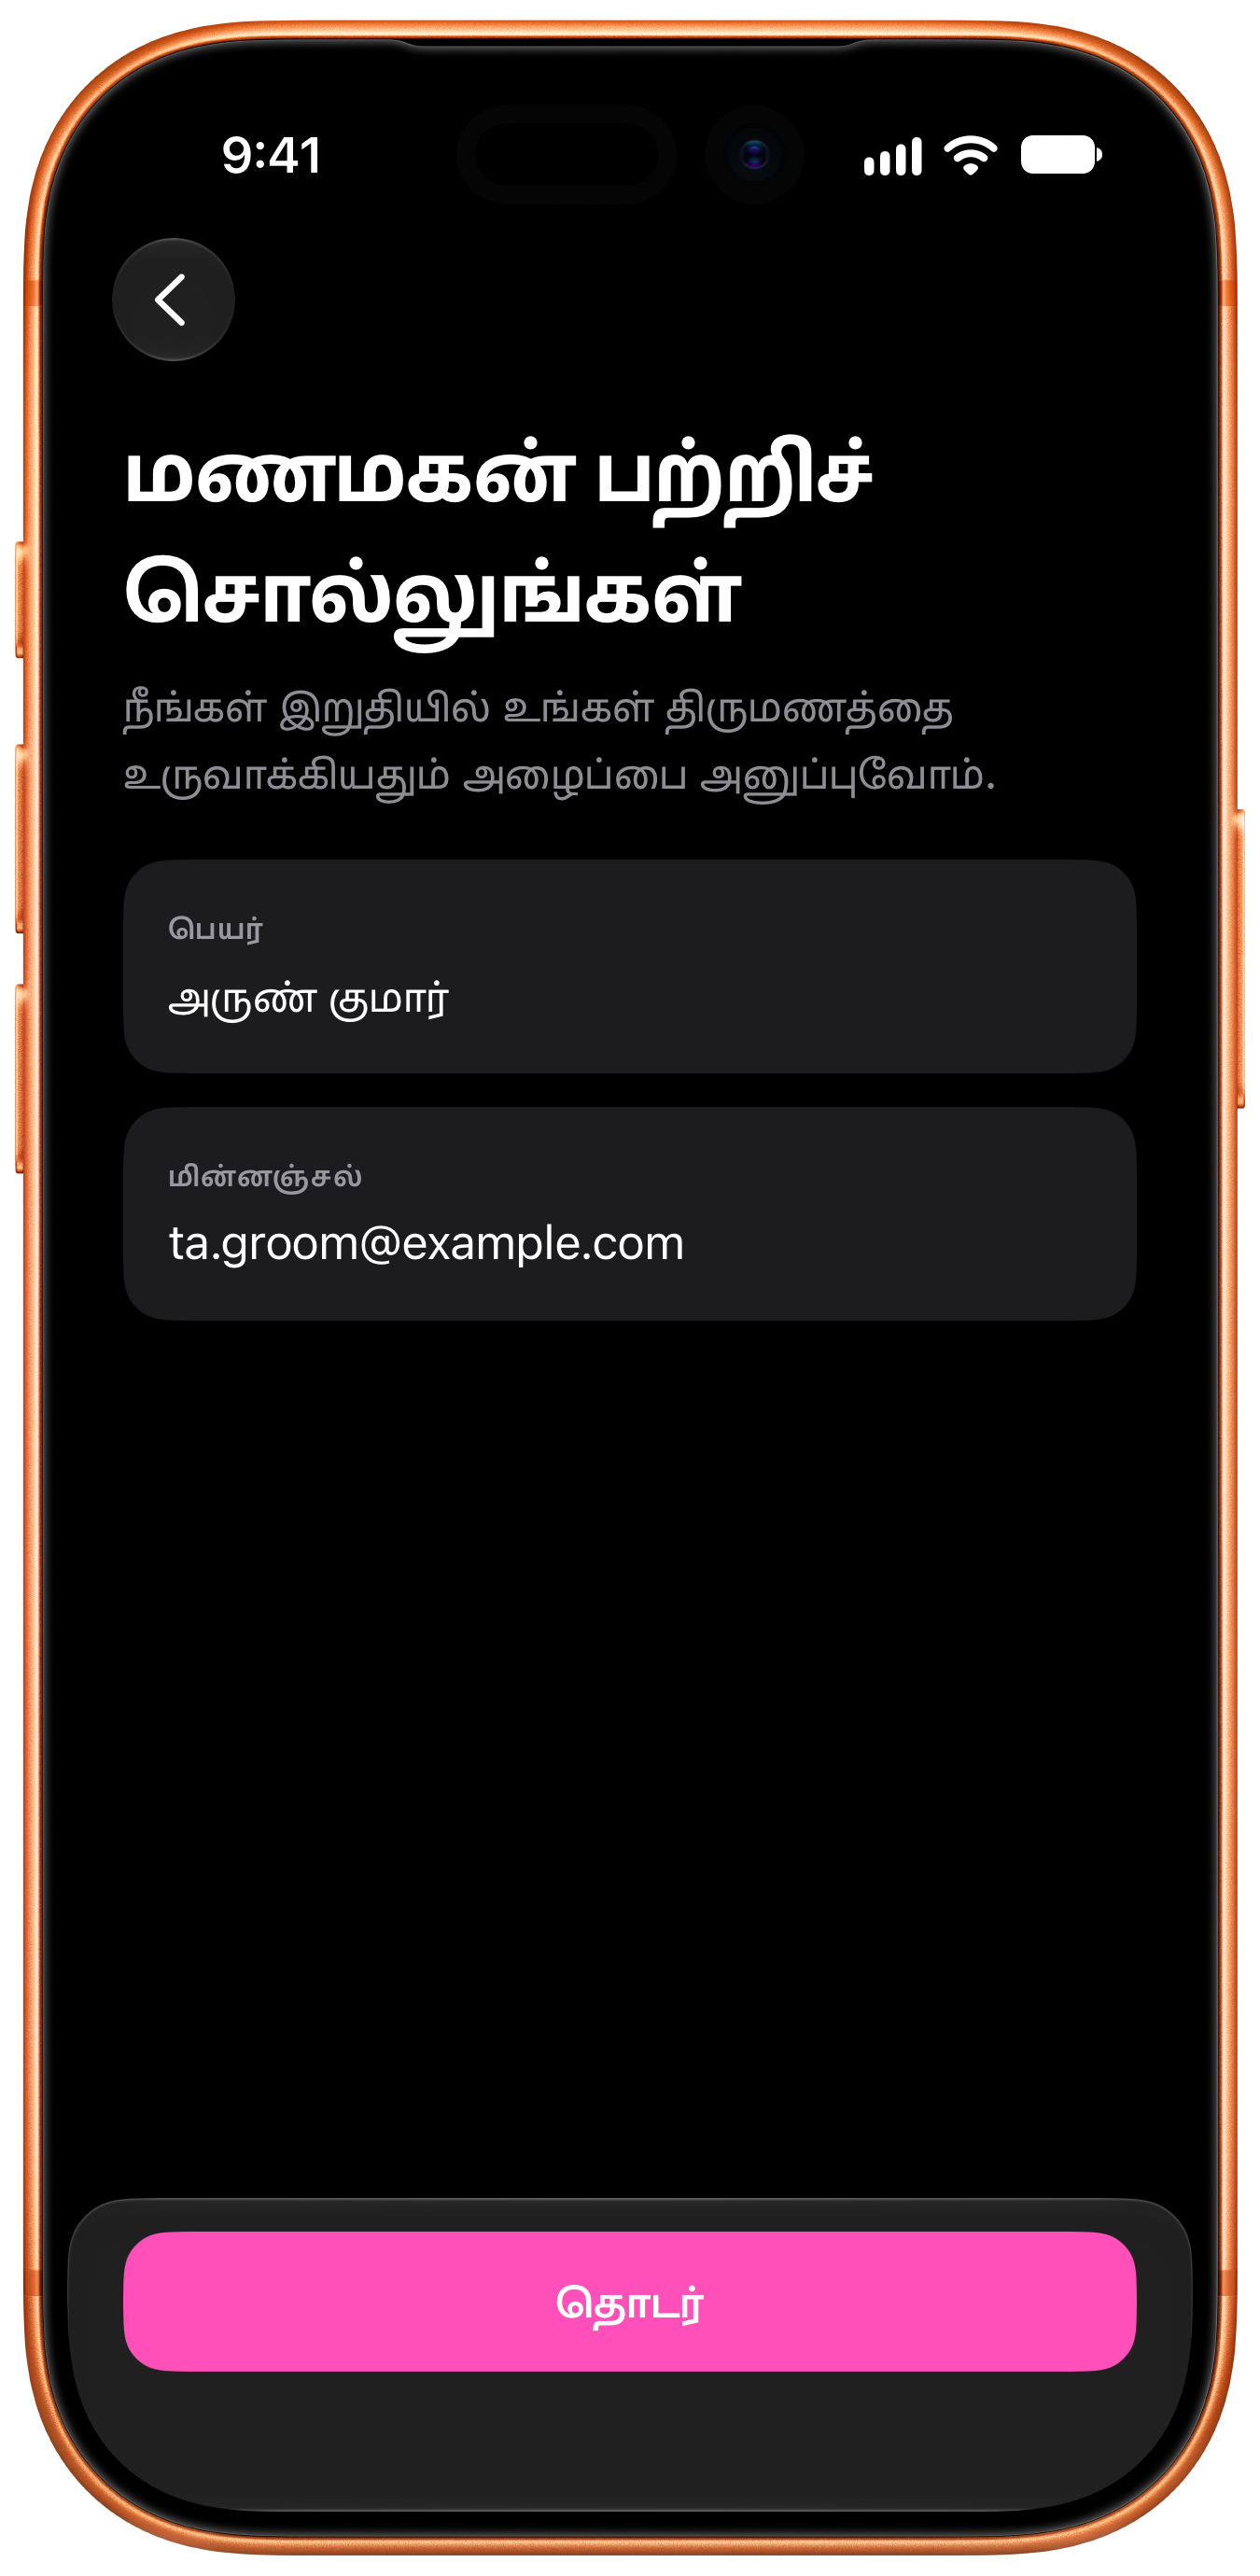 9:41
மணமகன் பற்றிச்
சொல்லுங்கள்
நீங்கள் இறுதியில் உங்கள் திருமணத்தை
உருவாக்கியதும் அழைப்பை அனுப்புவோம்.
பெயர்
அருண் குமார்
மின்னஞ்சல்
ta.groom@example.com
தொடர்